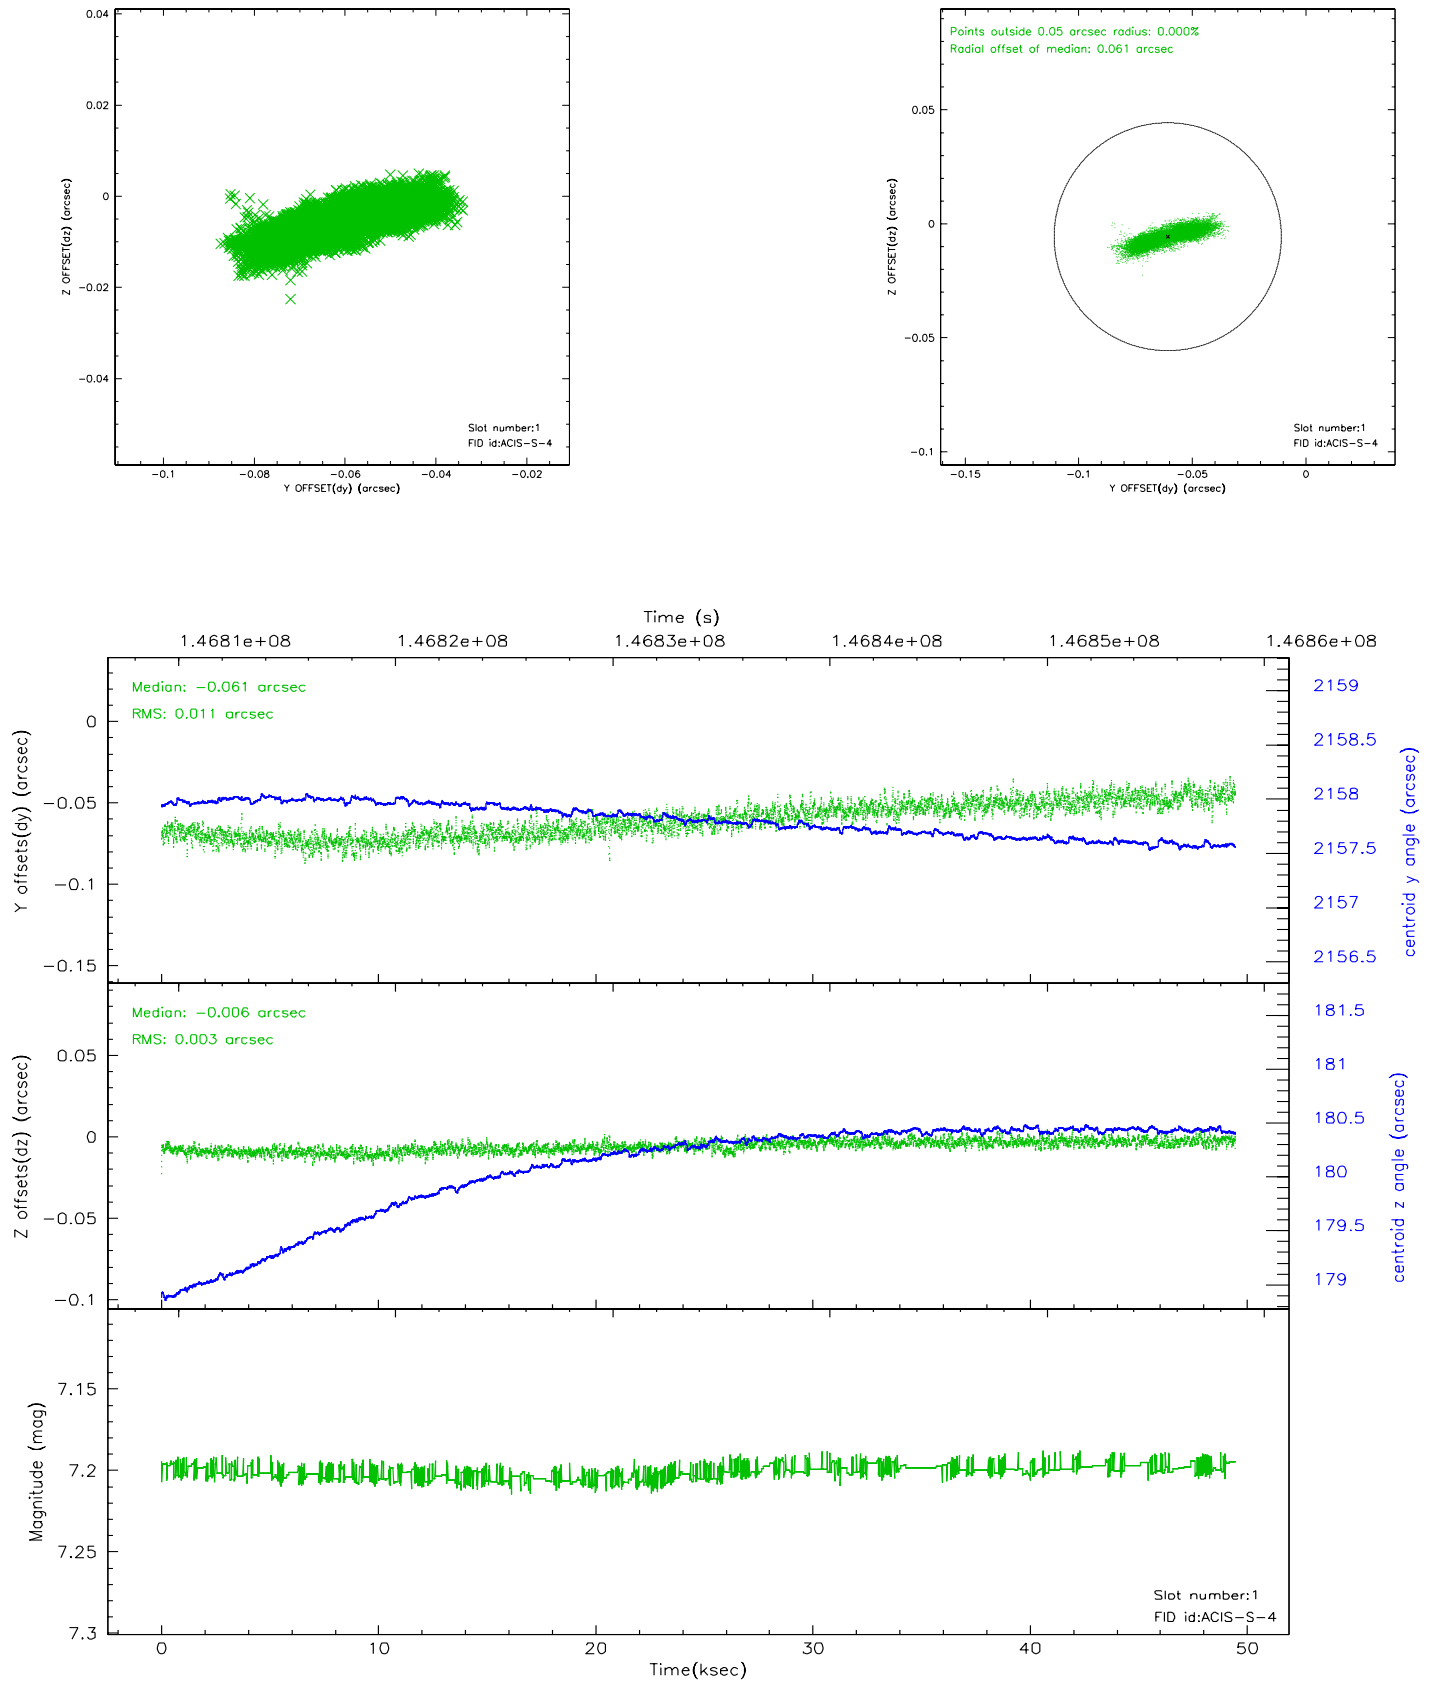 0.04
0.02
0
−0.02
−0.04
Z OFFSET(dz) (arcsec)
Slot number:1
FID id:ACIS−S−4
−0.1
−0.08
−0.06
−0.04
−0.02
Y OFFSET(dy) (arcsec)
Points outside 0.05 arcsec radius: 0.000%
Radial offset of median: 0.061 arcsec
0.05
0
−0.05
−0.1
Z OFFSET(dz) (arcsec)
Slot number:1
FID id:ACIS−S−4
−0.15
−0.1
−0.05
0
Y OFFSET(dy) (arcsec)
Time (s)
1.4681e+08
1.4682e+08
1.4683e+08
1.4684e+08
1.4685e+08
1.4686e+08
Median: −0.061 arcsec
RMS: 0.011 arcsec
0
−0.05
−0.1
−0.15
Y offsets(dy) (arcsec)
2159
2158.5
2158
2157.5
2157
2156.5
centroid y angle (arcsec)
Median: −0.006 arcsec
RMS: 0.003 arcsec
0.05
0
−0.05
−0.1
Z offsets(dz) (arcsec)
181.5
181
180.5
180
179.5
179
centroid z angle (arcsec)
7.15
7.2
7.25
7.3
Magnitude (mag)
Slot number:1
FID id:ACIS−S−4
0
10
20
30
40
50
Time(ksec)